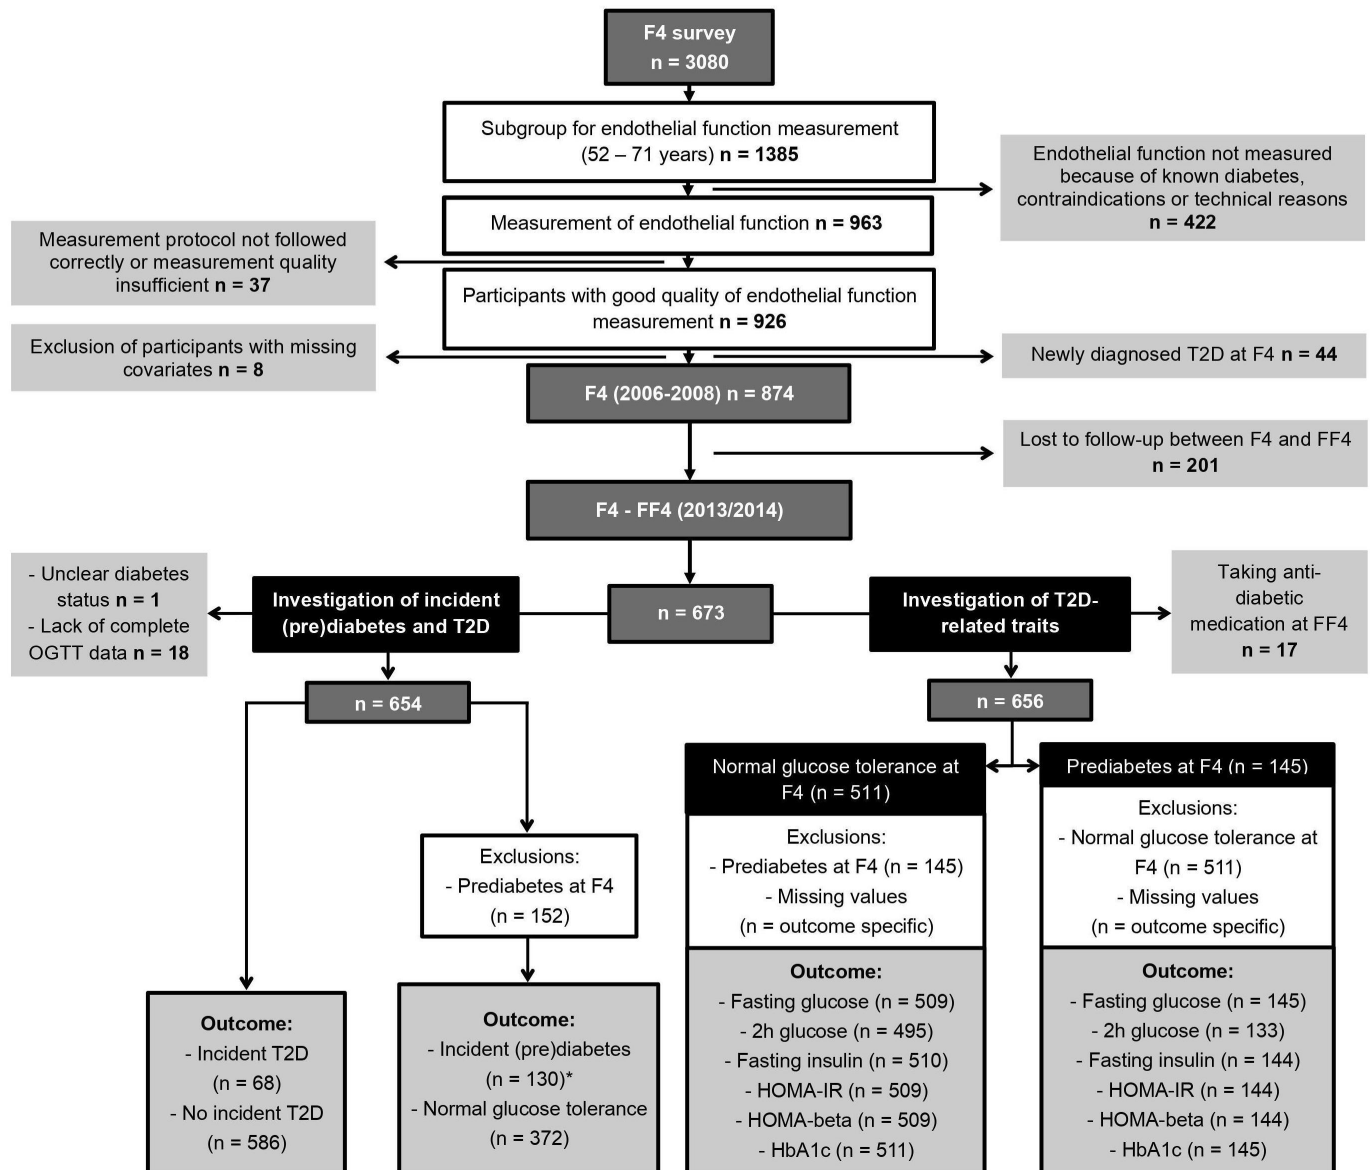 F4 survey
n = 3080
Subgroup for endothelial function measurement
(52 – 71 years) n = 1385
Endothelial function not measured
because of known diabetes,
contraindications or technical reasons
n = 422
Measurement of endothelial function n = 963
Measurement protocol not followed
correctly or measurement quality
insufficient n = 37
Participants with good quality of endothelial function
measurement n = 926
Exclusion of participants with missing
covariates n = 8
Newly diagnosed T2D at F4 n = 44
F4 (2006-2008) n = 874
Lost to follow-up between F4 and FF4
n = 201
F4 - FF4 (2013/2014)
n = 673
Investigation of incident
(pre)diabetes and T2D
- Unclear diabetes
status n = 1
- Lack of complete
OGTT data n = 18
Investigation of T2D-
related traits
Taking anti-
diabetic
medication at FF4
n = 17
n = 654
n = 656
Exclusions:
- Prediabetes at F4
(n = 152)
Outcome:
- Incident T2D
(n = 68)
- No incident T2D
(n = 586)
Outcome:
- Incident (pre)diabetes
(n = 130)*
- Normal glucose tolerance
(n = 372)
Normal glucose tolerance at
F4 (n = 511)
Exclusions:
- Prediabetes at F4 (n = 145)
- Missing values
(n = outcome specific)
Outcome:
- Fasting glucose (n = 509)
- 2h glucose (n = 495)
- Fasting insulin (n = 510)
- HOMA-IR (n = 509)
- HOMA-beta (n = 509)
- HbA1c (n = 511)
Prediabetes at F4 (n = 145)
Exclusions:
- Normal glucose tolerance at
F4 (n = 511)
- Missing values
(n = outcome specific)
Outcome:
- Fasting glucose (n = 145)
- 2h glucose (n = 133)
- Fasting insulin (n = 144)
- HOMA-IR (n = 144)
- HOMA-beta (n = 144)
- HbA1c (n = 145)